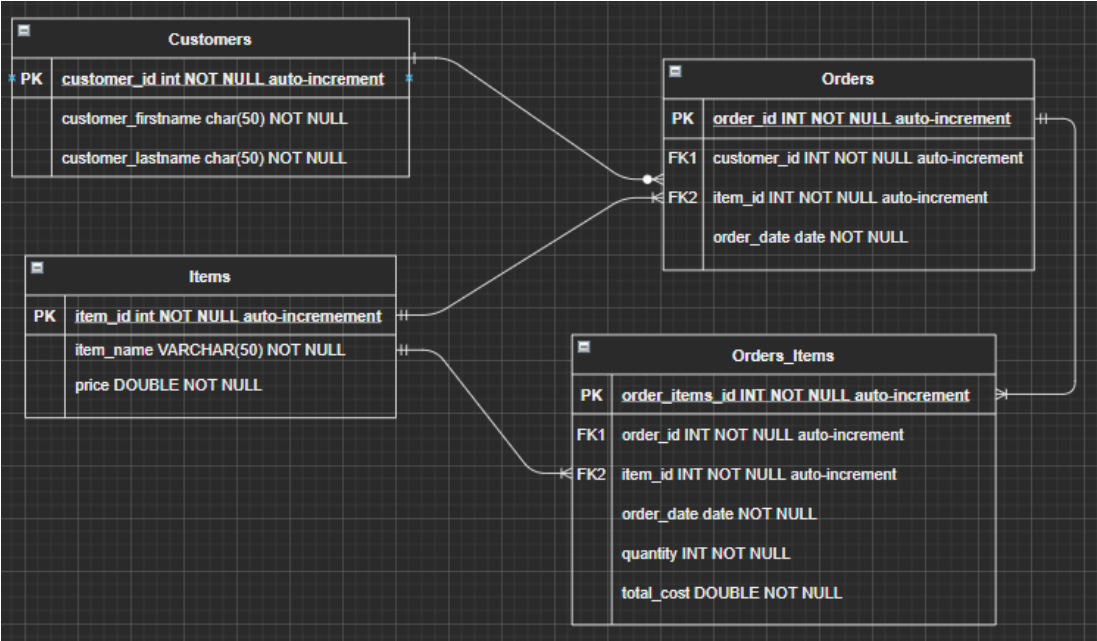 Customers
PK customer_id int NOT NULL auto-increment
customer_firstname char(50) NOT NULL
customer_lastname char(50) NOT NULL
Orders
PK order_id INT NOT NULL auto-increment
FK1 customer_id INT NOT NULL auto-increment
FK2 item_id INT NOT NULL auto-increment
order_date date NOT NULL
Items
PK item_id int NOT NULL auto-incremement
item_name VARCHAR(50) NOT NULL
price DOUBLE NOT NULL
Orders_Items
PK order_items_id INT NOT NULL auto-increment
FK1 order_id INT NOT NULL auto-increment
FK2 item_id INT NOT NULL auto-increment
order_date date NOT NULL
quantity INT NOT NULL
total_cost DOUBLE NOT NULL